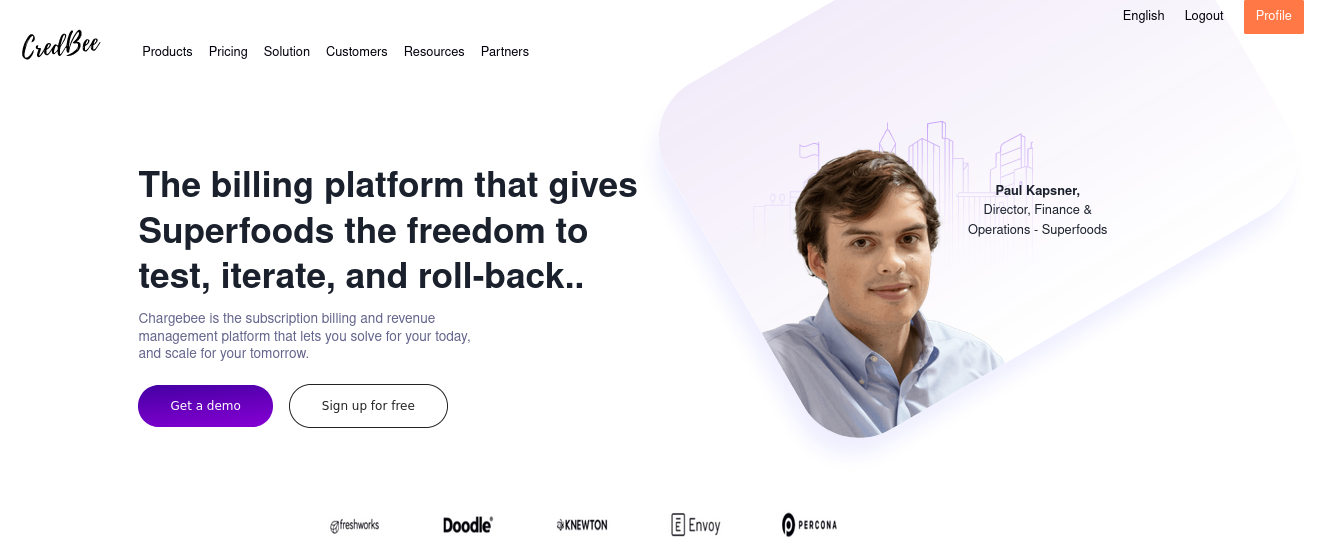 English Logout Profile
CredBee
Products Pricing Solution Customers Resources Partners
The billing platform that gives
Superfoods the freedom to
test, iterate, and roll-back..
Chargebee is the subscription billing and revenue
management platform that lets you solve for your today,
and scale for your tomorrow.
Get a demo Sign up for free
Paul Kapsner,
Director, Finance &
Operations - Superfoods
freshworks Doodle KNEWTON Envoy PERCONA